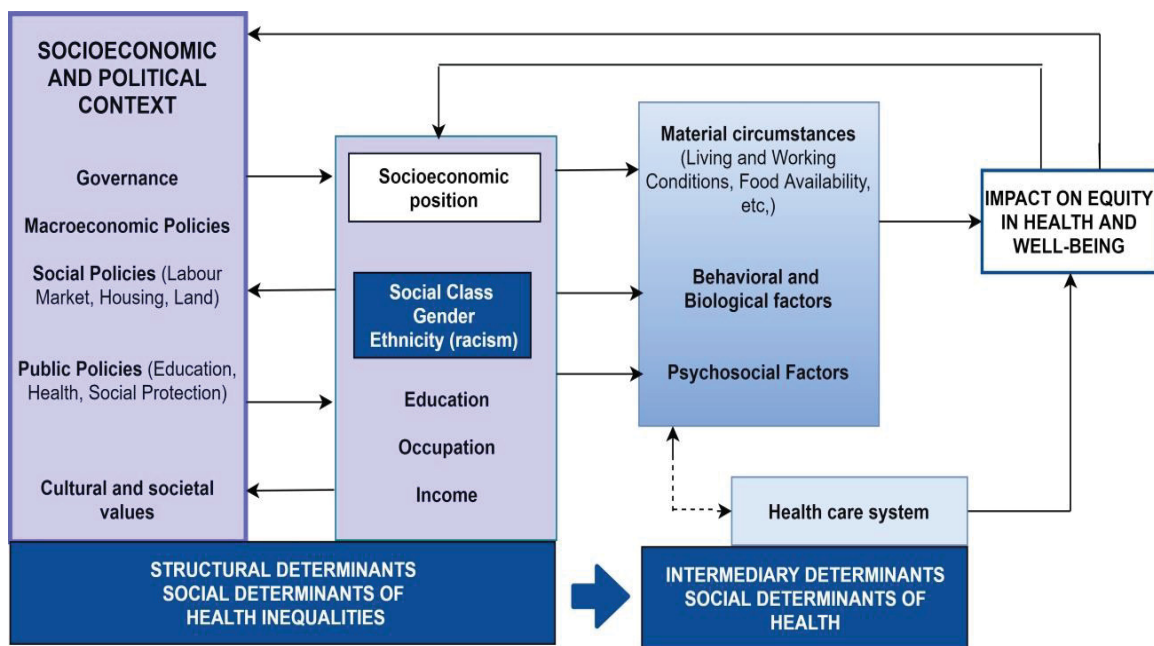 SOCIOECONOMIC
AND POLITICAL
CONTEXT
Governance
Macroeconomic Policies
Social Policies (Labour
Market, Housing, Land)
Public Policies (Education,
Health, Social Protection)
Cultural and societal
values
Socioeconomic
position
Social Class
Gender
Ethnicity (racism)
Education
Occupation
Income
Material circumstances
(Living and Working
Conditions, Food Availability,
etc,)
Behavioral and
Biological factors
Psychosocial Factors
Health care system
IMPACT ON EQUITY
IN HEALTH AND
WELL-BEING
STRUCTURAL DETERMINANTS
SOCIAL DETERMINANTS OF
HEALTH INEQUALITIES
INTERMEDIARY DETERMINANTS
SOCIAL DETERMINANTS OF
HEALTH